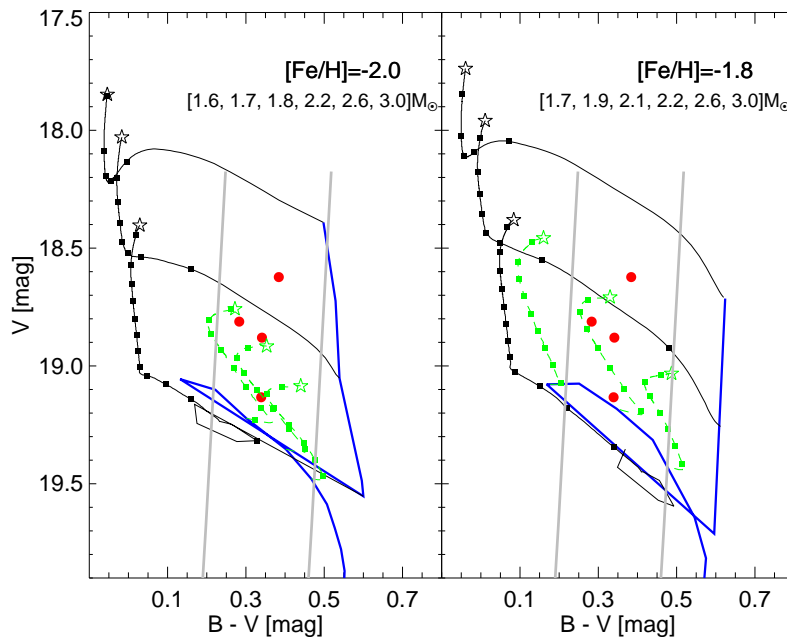 17.5
18.0
18.5
19.0
19.5
V [mag]
[Fe/H]=-2.0
[1.6, 1.7, 1.8, 2.2, 2.6, 3.0]M⊙
[Fe/H]=-1.8
[1.7, 1.9, 2.1, 2.2, 2.6, 3.0]M⊙
0.1 0.3 0.5 0.7
0.1 0.3 0.5 0.7
B - V [mag]
B - V [mag]